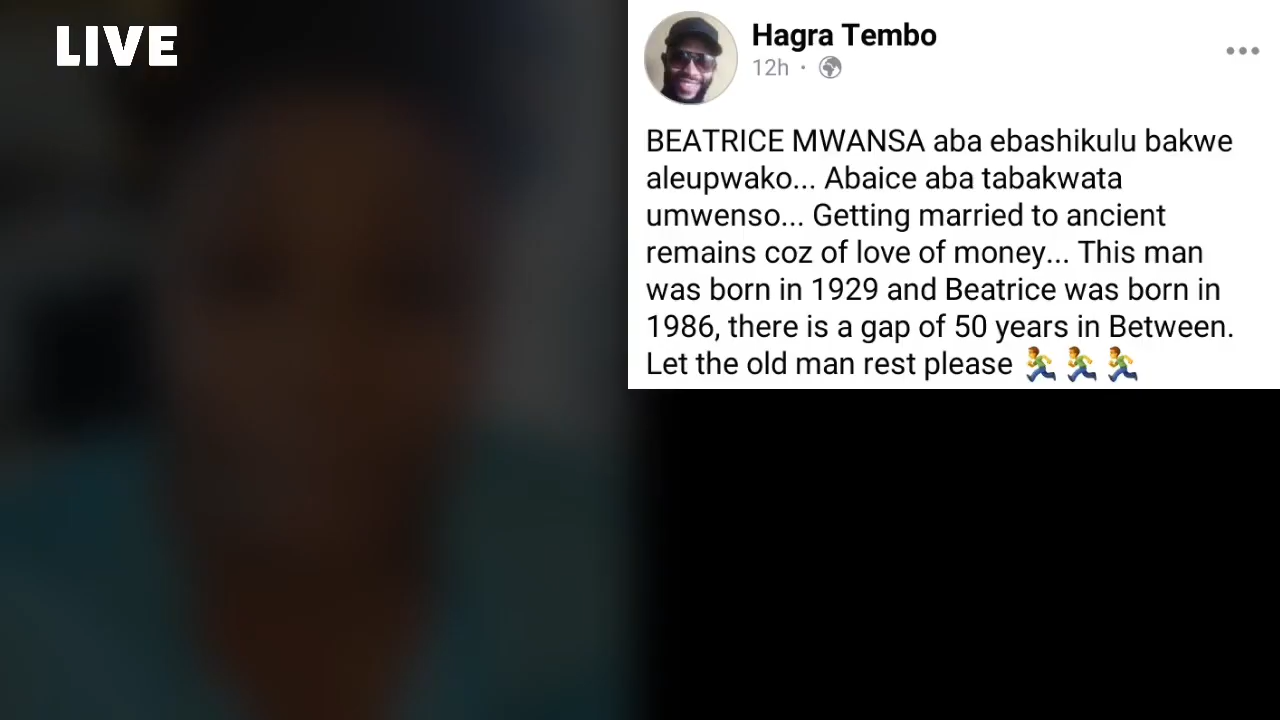 LIVE
Hagra Tembo
12h ·
BEATRICE MWANSA aba ebashikulu bakwe
aleupwako... Abaice aba tabakwata
umwenso... Getting married to ancient
remains coz of love of money... This man
was born in 1929 and Beatrice was born in
1986, there is a gap of 50 years in Between.
Let the old man rest please 🏃🏃🏃